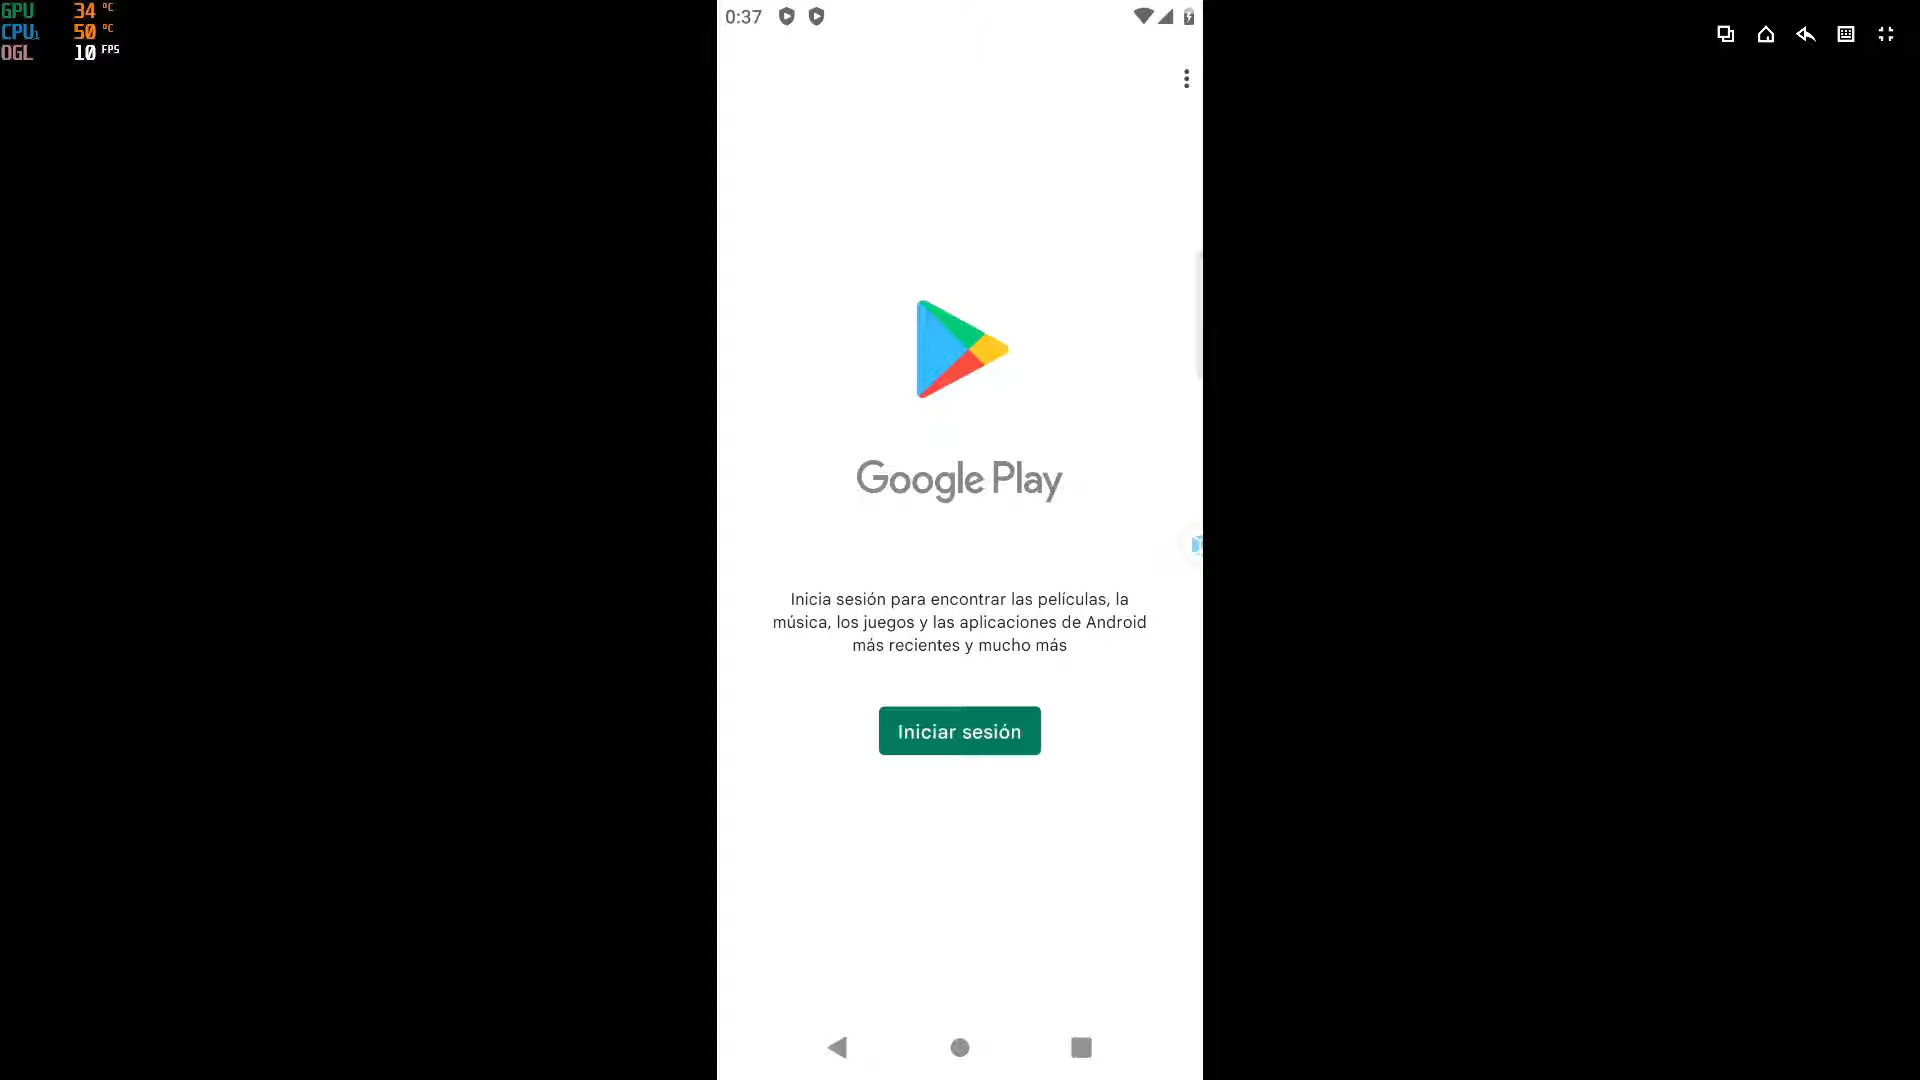 GPU 34 °C
CPU1 50 °C
OGL 10 FPS
0:37
Google Play
Inicia sesión para encontrar las películas, la
música, los juegos y las aplicaciones de Android
más recientes y mucho más
Iniciar sesión